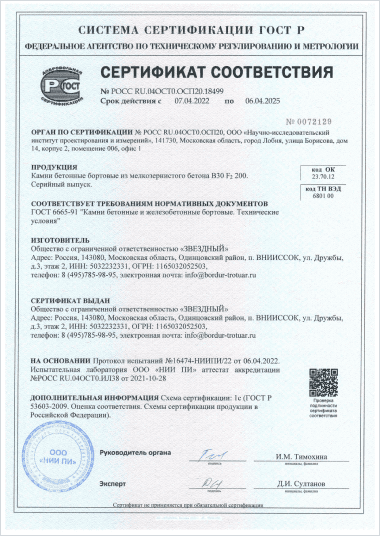 СИСТЕМА СЕРТИФИКАЦИИ ГОСТ Р
ФЕДЕРАЛЬНОЕ АГЕНТСТВО ПО ТЕХНИЧЕСКОМУ РЕГУЛИРОВАНИЮ И МЕТРОЛОГИИ
СЕРТИФИКАТ СООТВЕТСТВИЯ
№ РОСС RU.04ОСТ0.ОСП20.18499
Срок действия с 07.04.2022 по 06.04.2025
№ 0072129
ОРГАН ПО СЕРТИФИКАЦИИ № РОСС RU.04ОСТ0.ОСП20, ООО «Научно-исследовательский
институт проектирования и измерений», 141730, Московская область, город Лобня, улица Борисова, дом
14, корпус 2, помещение 006, офис 1
ПРОДУКЦИЯ
Камни бетонные бортовые из мелкозернистого бетона В30 F₂ 200.
Серийный выпуск.
код ОК
23.70.12
код ТН ВЭД
6801 00
СООТВЕТСТВУЕТ ТРЕБОВАНИЯМ НОРМАТИВНЫХ ДОКУМЕНТОВ
ГОСТ 6665-91 "Камни бетонные и железобетонные бортовые. Технические
условия"
ИЗГОТОВИТЕЛЬ
Общество с ограниченной ответственностью «ЗВЕЗДНЫЙ»
Адрес: Россия, 143080, Московская область, Одинцовский район, п. ВНИИССОК, ул. Дружбы,
д.3, этаж 2, ИНН: 5032232331, ОГРН: 1165032052503,
телефон: 8 (495)785-98-95, электронная почта: info@bordur-trotuar.ru
СЕРТИФИКАТ ВЫДАН
Общество с ограниченной ответственностью «ЗВЕЗДНЫЙ»
Адрес: Россия, 143080, Московская область, Одинцовский район, п. ВНИИССОК, ул. Дружбы,
д.3, этаж 2, ИНН: 5032232331, ОГРН: 1165032052503,
телефон: 8 (495)785-98-95, электронная почта: info@bordur-trotuar.ru
НА ОСНОВАНИИ Протокол испытаний №16474-НИИПИ/22 от 06.04.2022.
Испытательная лаборатория ООО «НИИ ПИ» аттестат аккредитации
№РОСС RU.04ОСТ0.ИЛ38 от 2021-10-28
ДОПОЛНИТЕЛЬНАЯ ИНФОРМАЦИЯ Схема сертификации: 1с (ГОСТ Р
53603-2009. Оценка соответствия. Схемы сертификации продукции в
Российской Федерации).
Проверка
подлинности
сертификата
соответствия
ООО
«НИИ ПИ»
Руководитель органа
подпись
И.М. Тимохина
инициалы, фамилия
Эксперт
подпись
Д.И. Султанов
инициалы, фамилия
Сертификат не применяется при обязательной сертификации